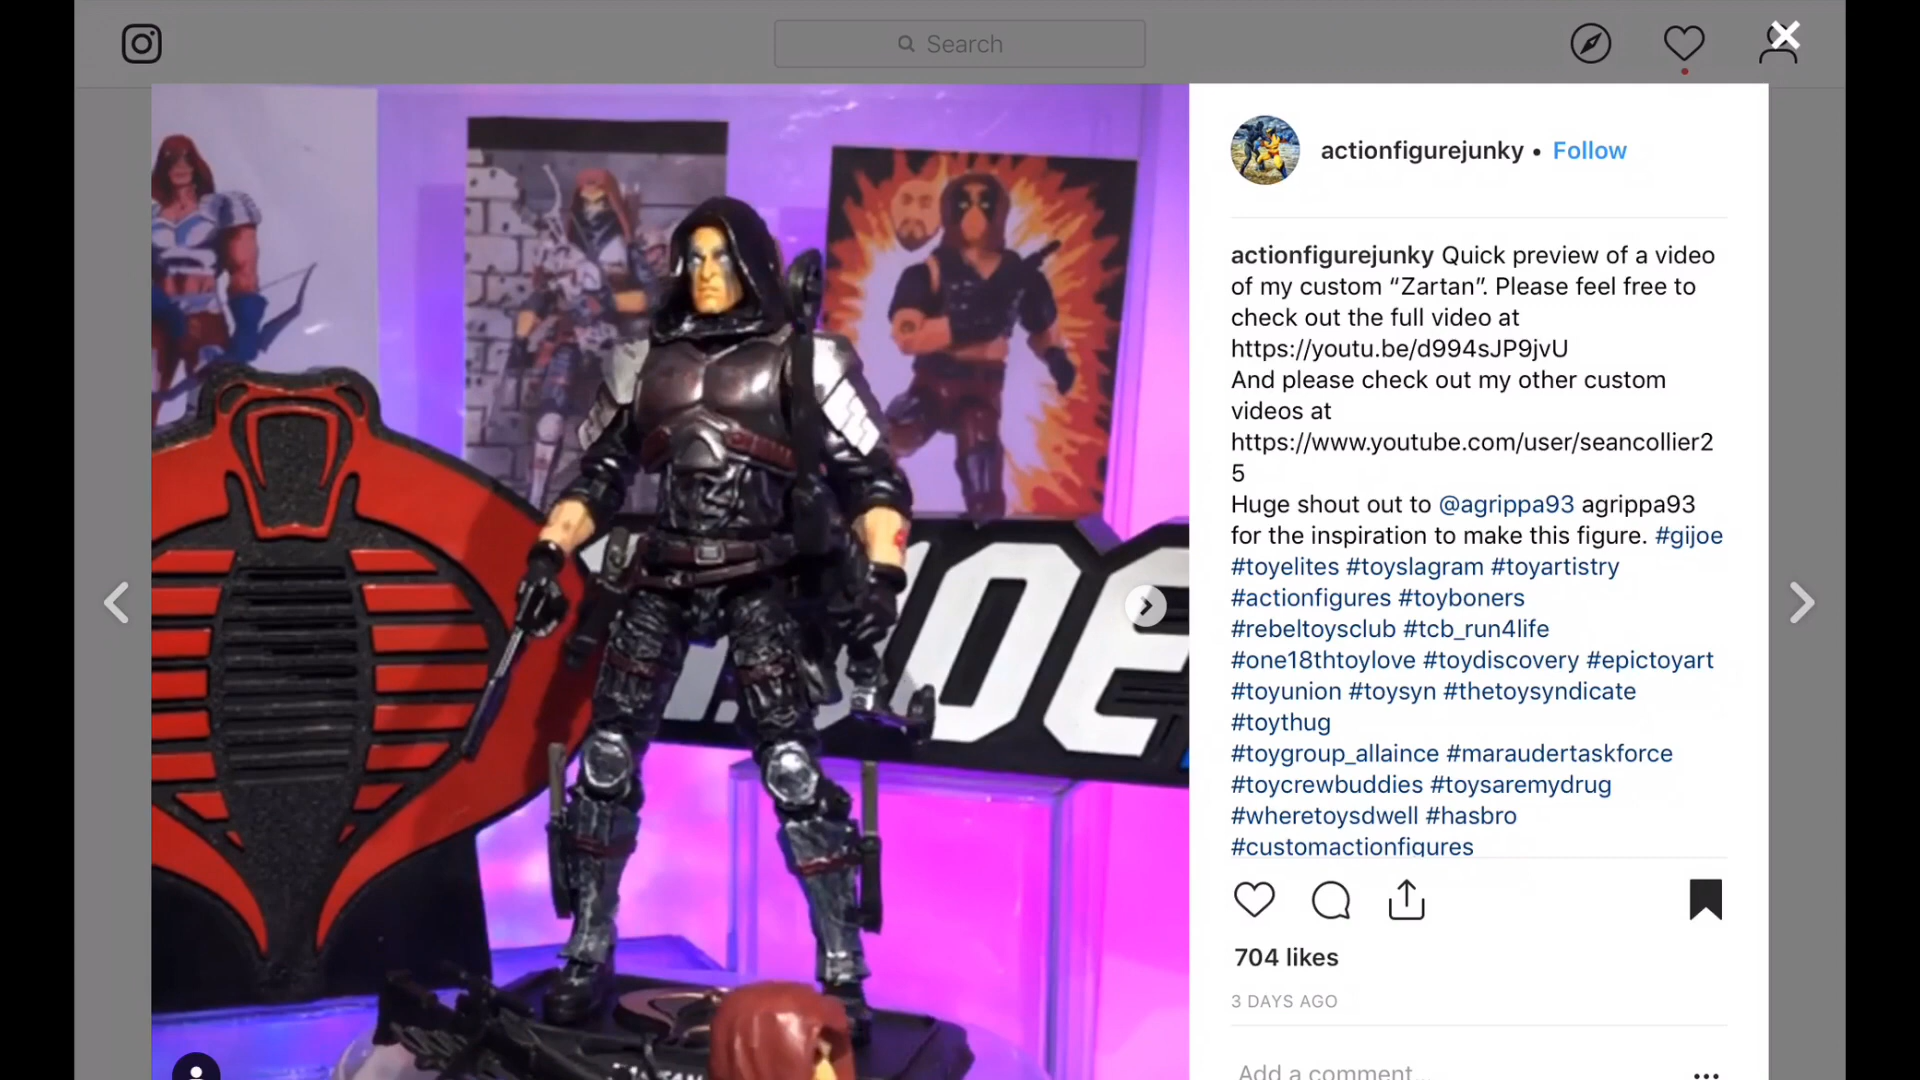 Search
actionfigurejunky • Follow
actionfigurejunky Quick preview of a video
of my custom “Zartan”. Please feel free to
check out the full video at
https://youtu.be/d994sJP9jvU
And please check out my other custom
videos at
https://www.youtube.com/user/seancollier2
5
Huge shout out to @agrippa93 agrippa93
for the inspiration to make this figure. #gijoe
#toyelites #toyslagram #toyartistry
#actionfigures #toyboners
#rebeltoysclub #tcb_run4life
#one18thtoylove #toydiscovery #epictoyart
#toyunion #toysyn #thetoysyndicate
#toythug
#toygroup_allaince #maraudertaskforce
#toycrewbuddies #toysaremydrug
#wheretoysdwell #hasbro
#customactionfigures
704 likes
3 DAYS AGO
Add a comment...
JOE